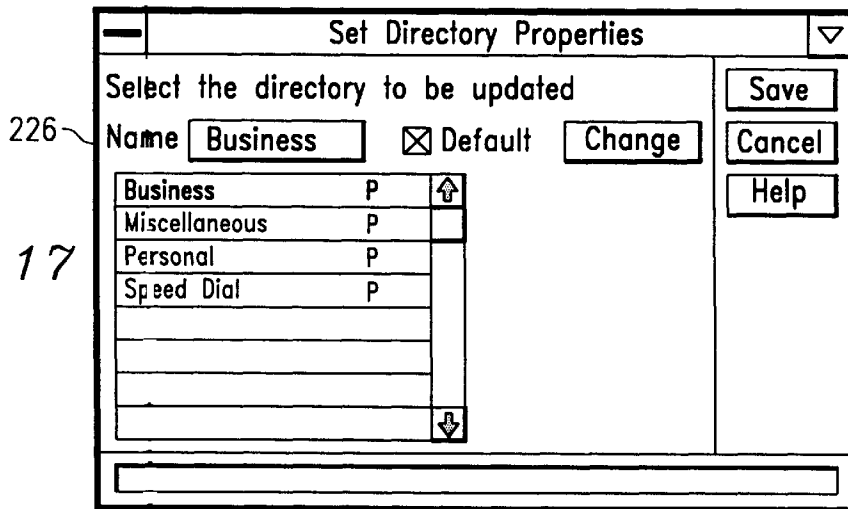 Set Directory Properties
Select the directory to be updated
Save
226
Name Business Default Change
Cancel
Business P
Help
Miscellaneous P
17
Personal P
Speed Dial P